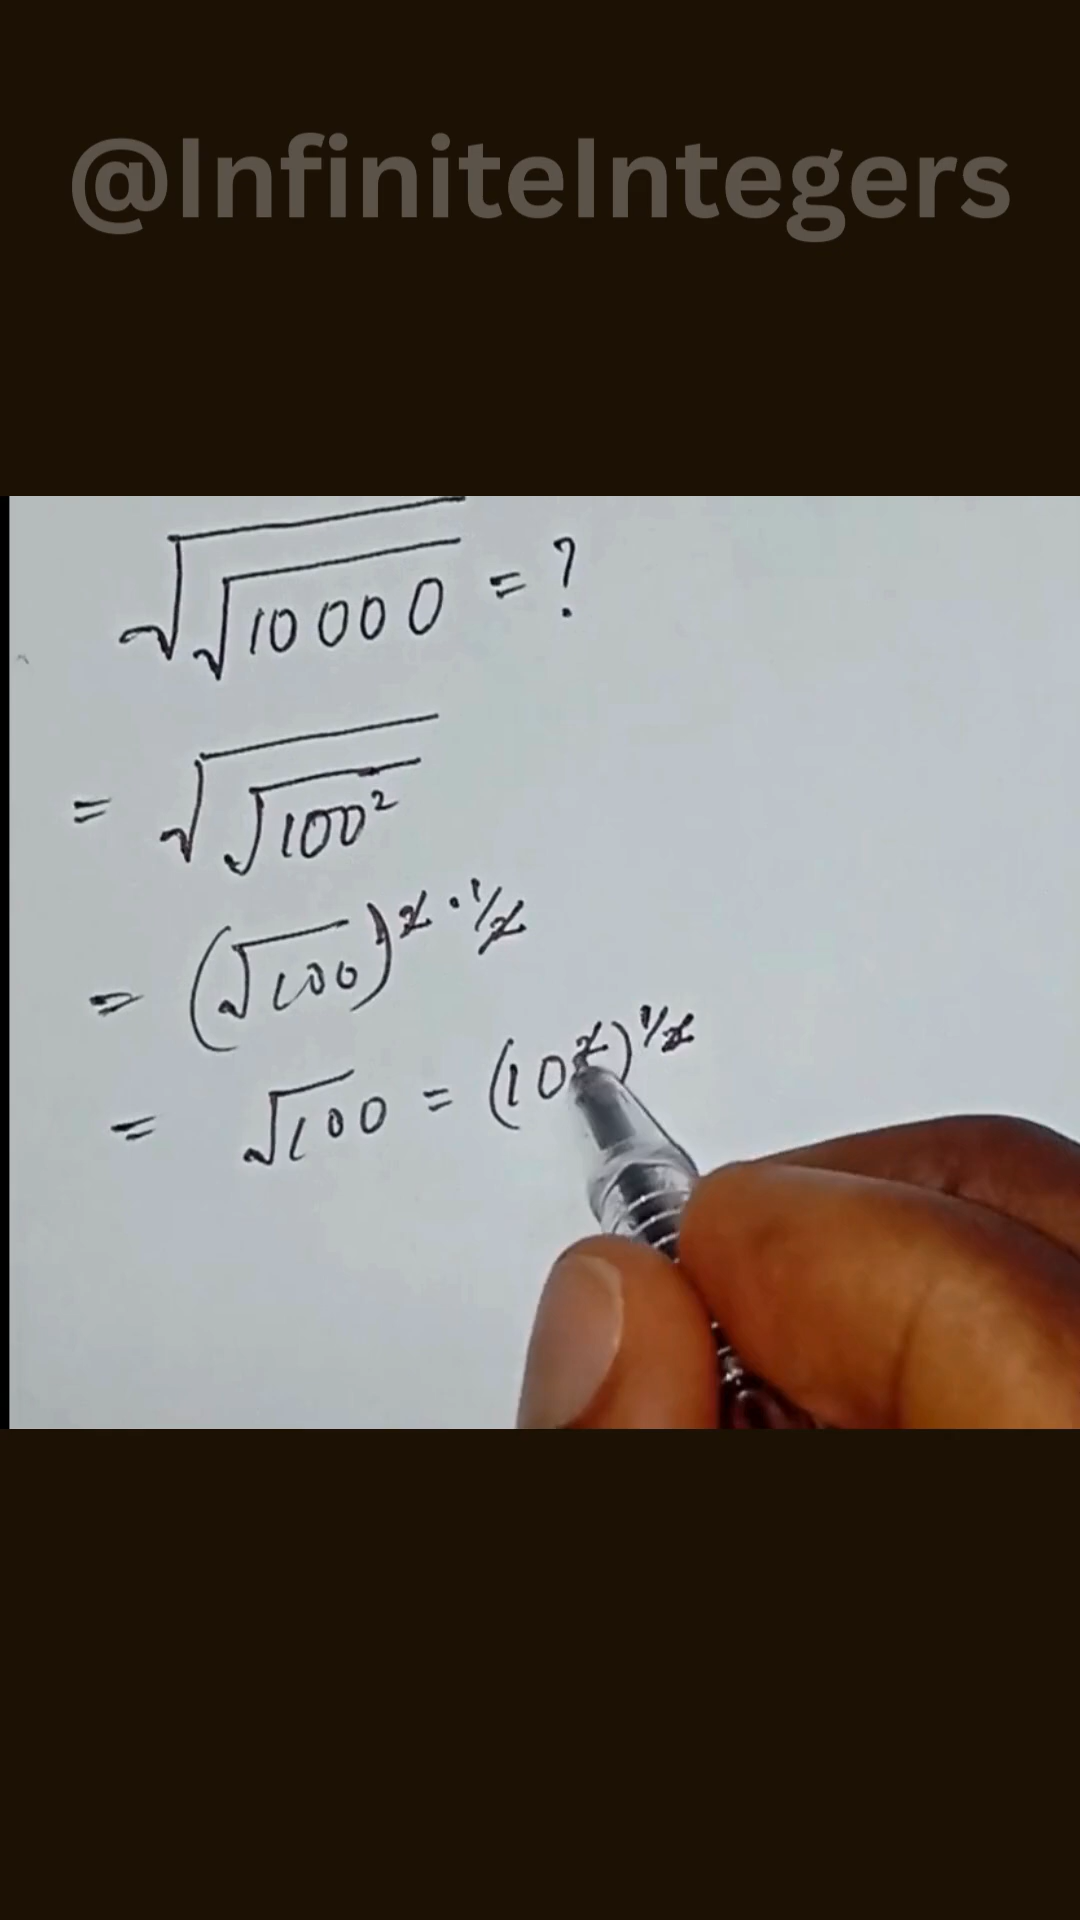 @InfiniteIntegers
√√10000 = ?
= √√100²
= (√100)^2·1/2
= √100 = (10²)^1/2